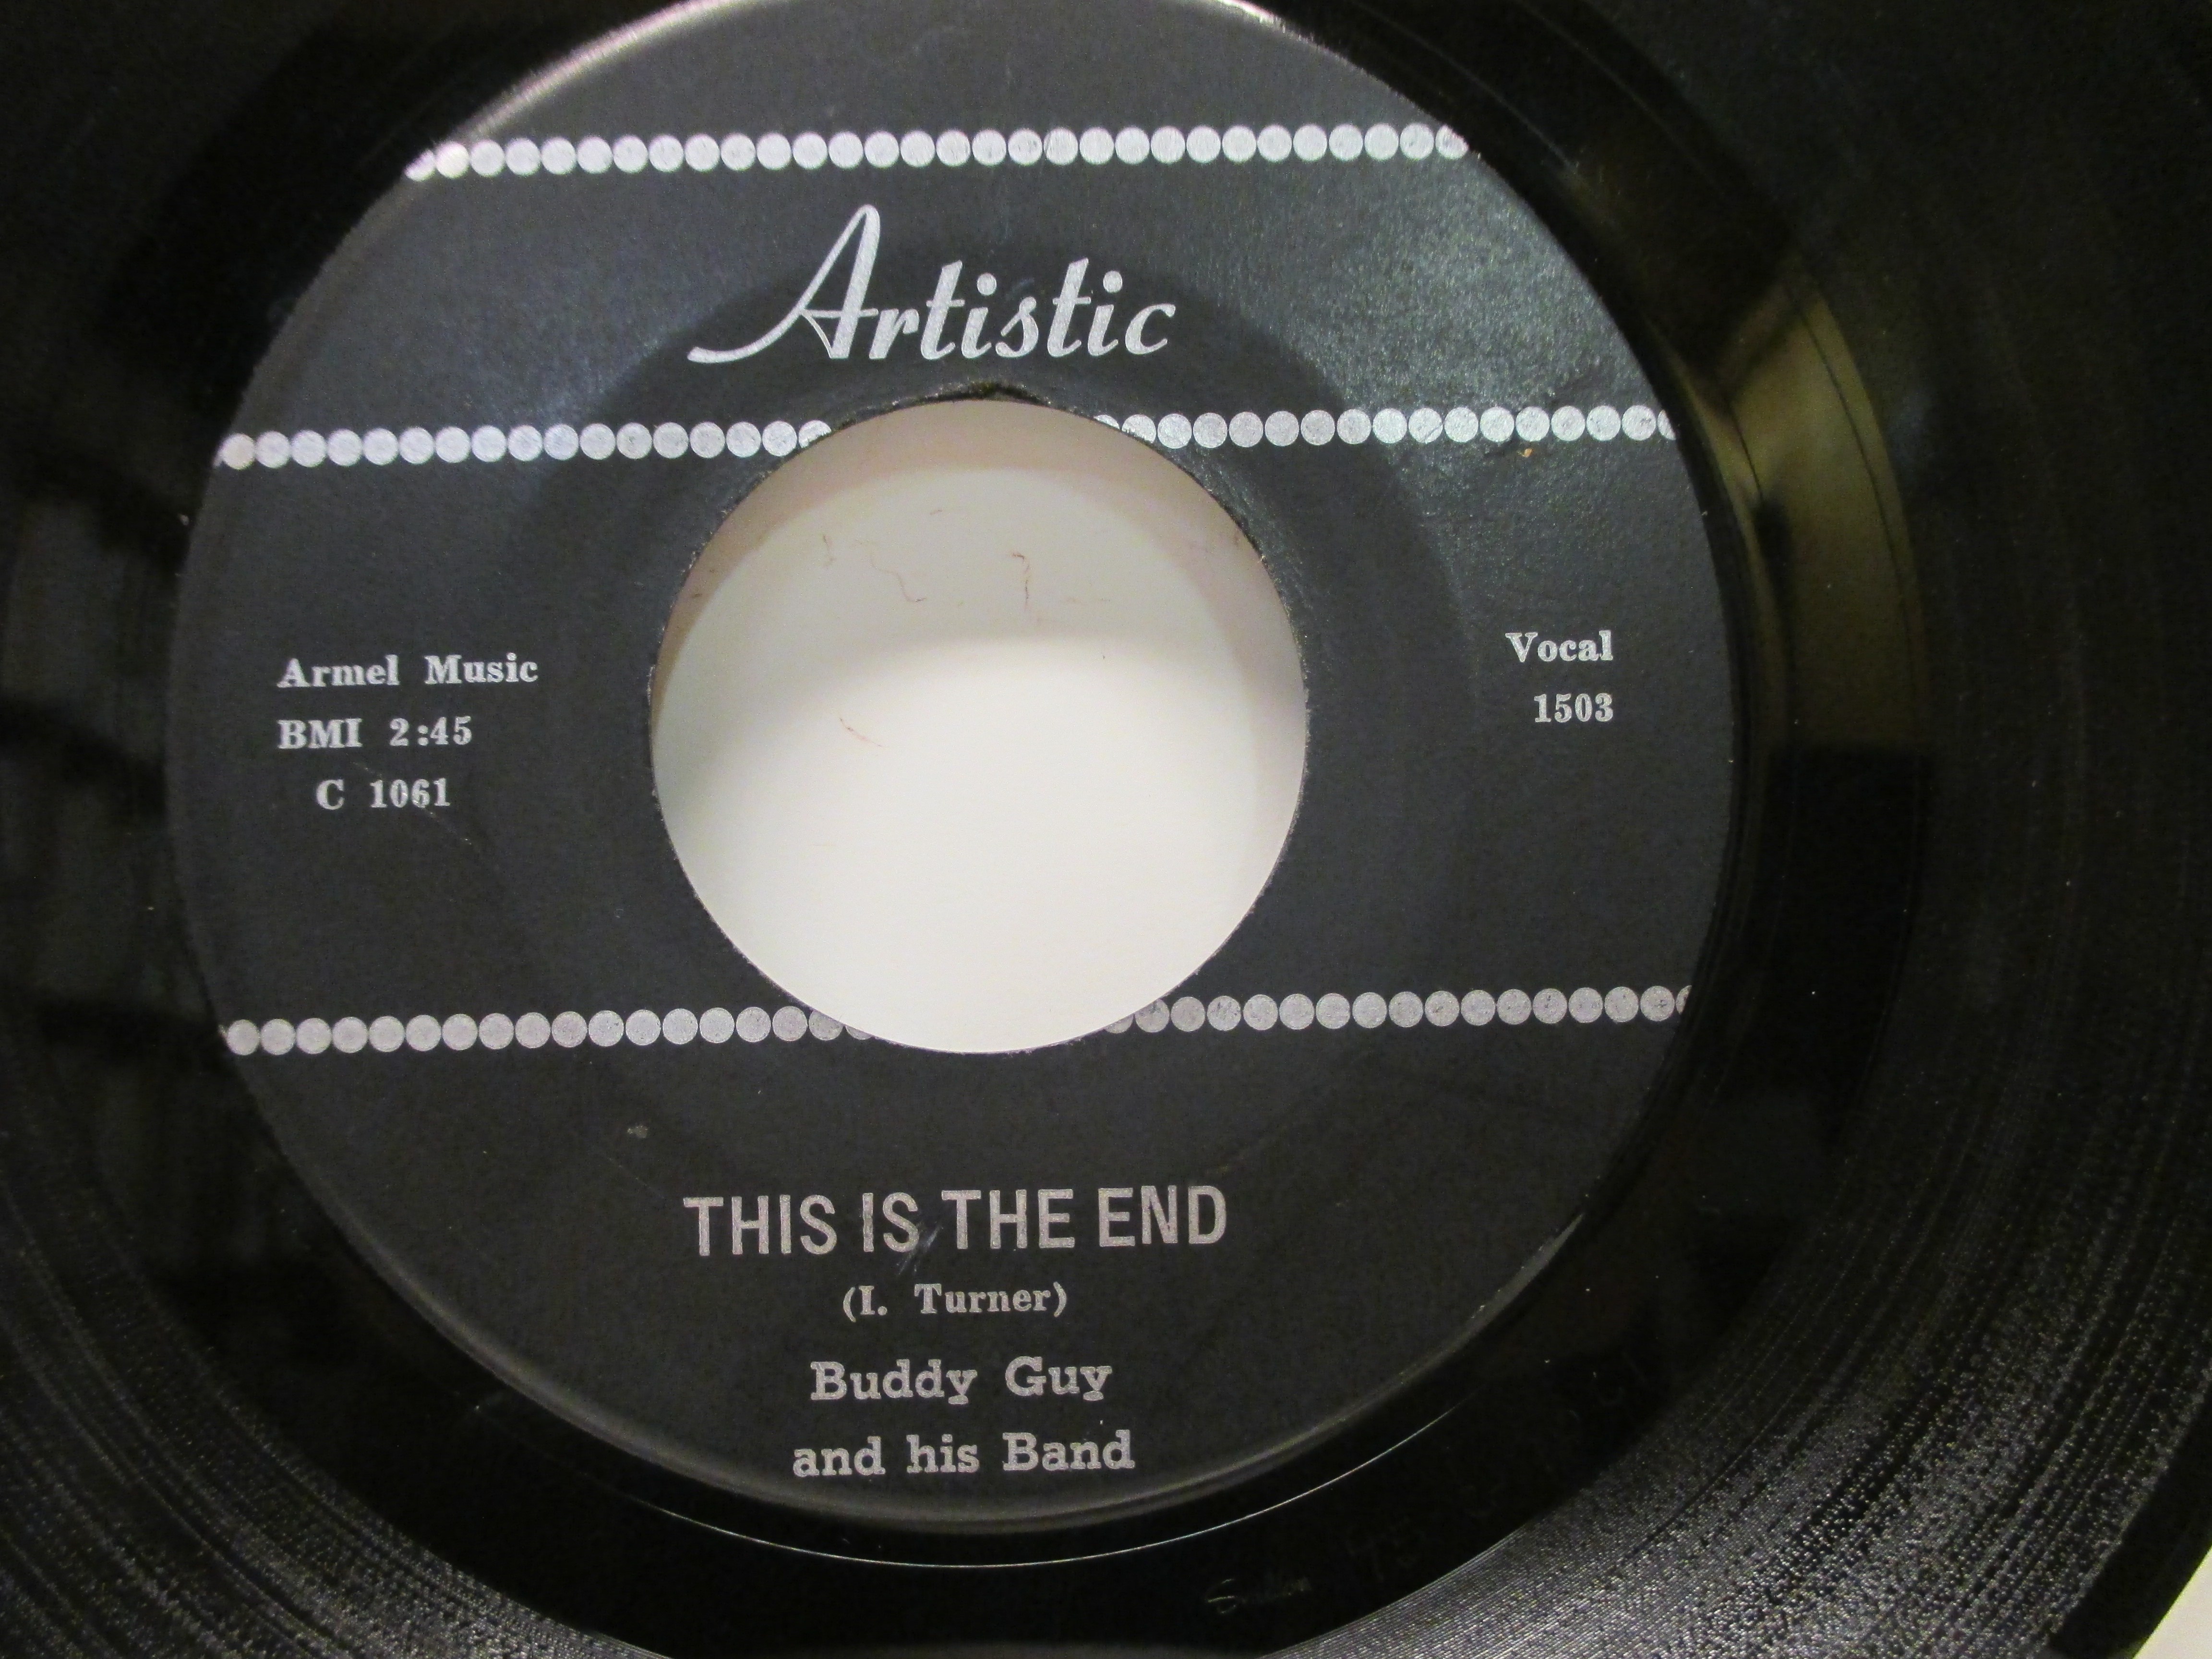 Artistic
Armel Music
BMI 2:45
C 1061
Vocal
1503
THIS IS THE END
(I. Turner)
Buddy Guy
and his Band